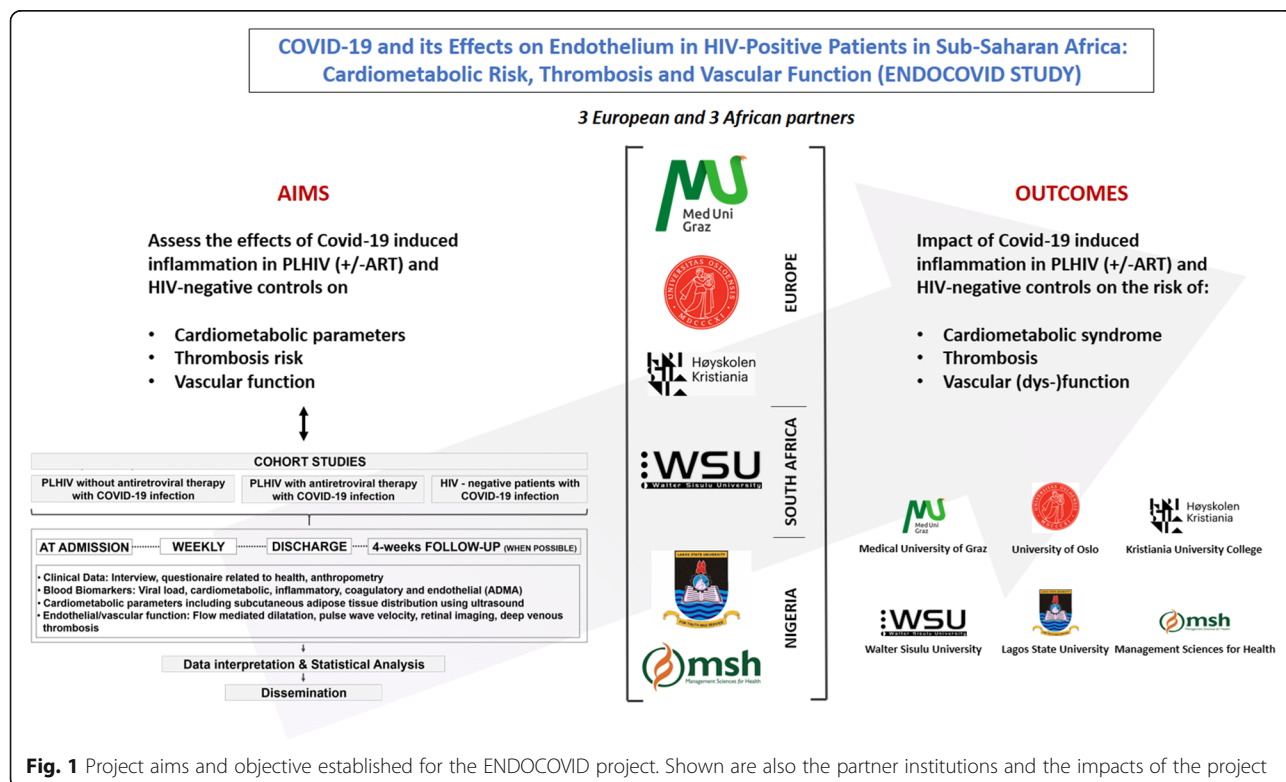 COVID-19 and its Effects on Endothelium in HIV-Positive Patients in Sub-Saharan Africa:
Cardiometabolic Risk, Thrombosis and Vascular Function (ENDOCOVID STUDY)
3 European and 3 African partners
AIMS
Assess the effects of Covid-19 induced
inflammation in PLHIV (+/-ART) and
HIV-negative controls on
• Cardiometabolic parameters
• Thrombosis risk
• Vascular function
COHORT STUDIES
PLHIV without antiretroviral therapy
with COVID-19 infection
PLHIV with antiretroviral therapy
with COVID-19 infection
HIV - negative patients with
COVID-19 infection
AT ADMISSION WEEKLY DISCHARGE 4-weeks FOLLOW-UP (WHEN POSSIBLE)
• Clinical Data: Interview, questionaire related to health, anthropometry
• Blood Biomarkers: Viral load, cardiometabolic, inflammatory, coagulatory and endothelial (ADMA)
• Cardiometabolic parameters including subcutaneous adipose tissue distribution using ultrasound
• Endothelial/vascular function: Flow mediated dilatation, pulse wave velocity, retinal imaging, deep venous
thrombosis
Data interpretation & Statistical Analysis
Dissemination
Med Uni
Graz
UNIVERSITAS OSLOENSIS
MDCCCXI
Høyskolen
Kristiania
WSU
Walter Sisulu University
LAGOS STATE UNIVERSITY
FOR TRUTH AND SERVICE
msh
Management Sciences for Health
EUROPE
SOUTH AFRICA
NIGERIA
OUTCOMES
Impact of Covid-19 induced
inflammation in PLHIV (+/-ART) and
HIV-negative controls on the risk of:
• Cardiometabolic syndrome
• Thrombosis
• Vascular (dys-)function
Med Uni
Graz
Medical University of Graz
University of Oslo
Høyskolen
Kristiania
Kristiania University College
WSU
Walter Sisulu University
Walter Sisulu University
Lagos State University
msh
Management Sciences for Health
Management Sciences for Health
Fig. 1 Project aims and objective established for the ENDOCOVID project. Shown are also the partner institutions and the impacts of the project